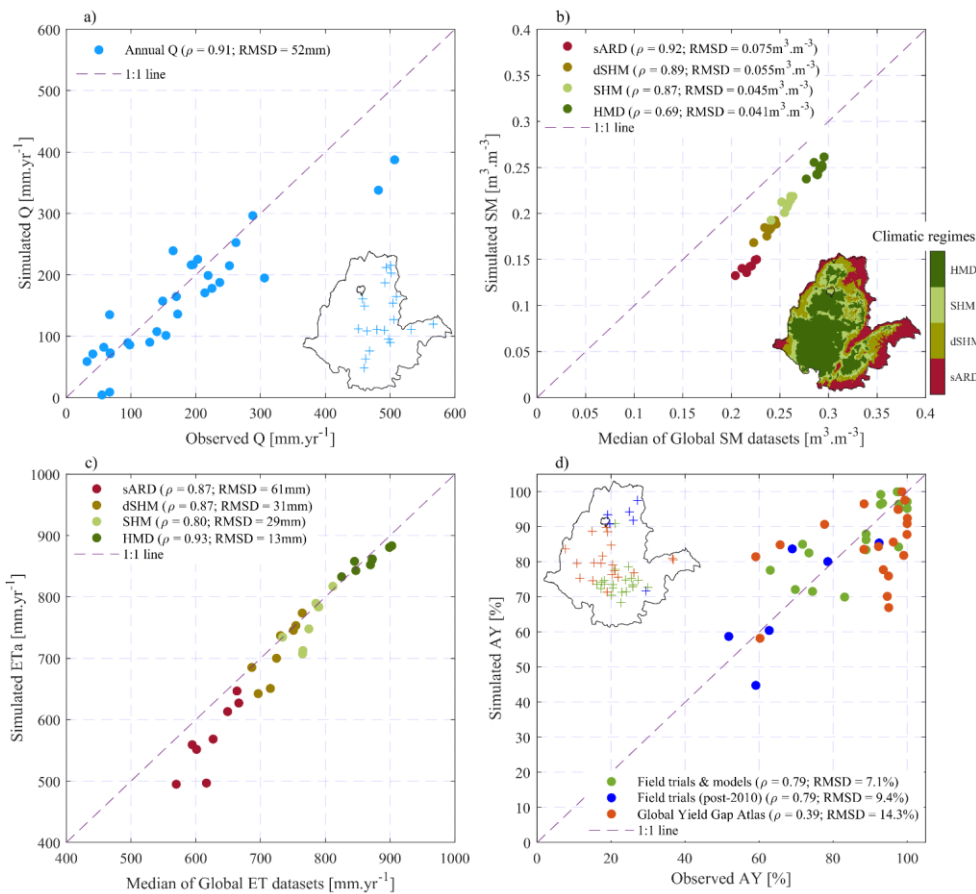 a)
Annual Q (ρ = 0.91; RMSD = 52mm)
1:1 line
600
500
400
300
200
100
0
Simulated Q [mm.yr-1]
0 100 200 300 400 500 600
Observed Q [mm.yr-1]
b)
sARD (ρ = 0.92; RMSD = 0.075m3.m-3)
dSHM (ρ = 0.89; RMSD = 0.055m3.m-3)
SHM (ρ = 0.87; RMSD = 0.045m3.m-3)
HMD (ρ = 0.69; RMSD = 0.041m3.m-3)
1:1 line
0.4
0.35
0.3
0.25
0.2
0.15
0.1
0.05
0
Simulated SM [m3.m-3]
Climatic regimes
HMD
SHM
dSHM
sARD
0 0.05 0.1 0.15 0.2 0.25 0.3 0.35 0.4
Median of Global SM datasets [m3.m-3]
c)
sARD (ρ = 0.87; RMSD = 61mm)
dSHM (ρ = 0.87; RMSD = 31mm)
SHM (ρ = 0.80; RMSD = 29mm)
HMD (ρ = 0.93; RMSD = 13mm)
1:1 line
1000
900
800
700
600
500
400
Simulated ETa [mm.yr-1]
400 500 600 700 800 900 1000
Median of Global ET datasets [mm.yr-1]
d)
100
90
80
70
60
50
40
30
20
10
0
Simulated AY [%]
Field trials & models (ρ = 0.79; RMSD = 7.1%)
Field trials (post-2010) (ρ = 0.79; RMSD = 9.4%)
Global Yield Gap Atlas (ρ = 0.39; RMSD = 14.3%)
1:1 line
0 20 40 60 80 100
Observed AY [%]